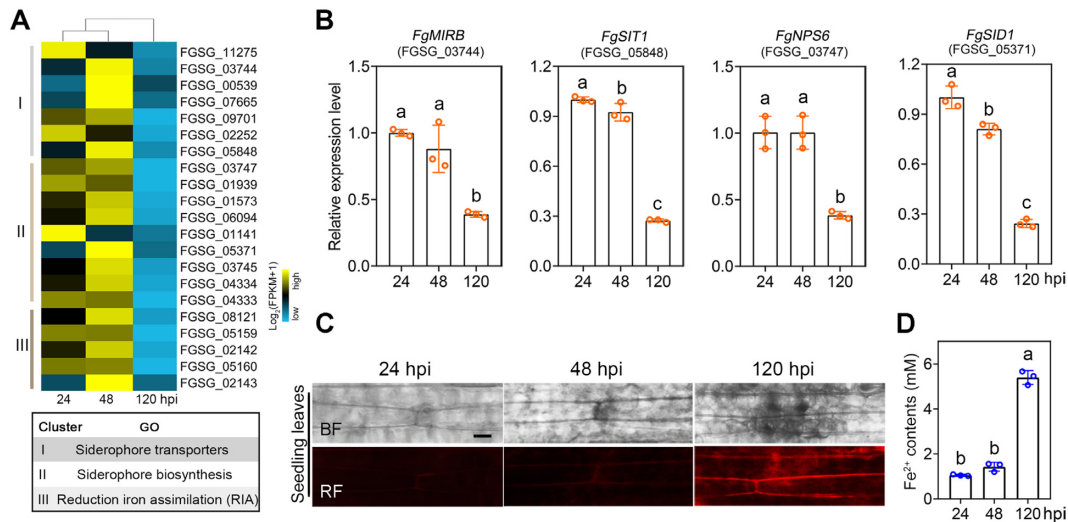 A
FGSG_11275
FGSG_03744
FGSG_00539
FGSG_07665
FGSG_09701
FGSG_02252
FGSG_05848
FGSG_03747
FGSG_01939
FGSG_01573
FGSG_06094
FGSG_01141
FGSG_05371
FGSG_03745
FGSG_04334
FGSG_04333
FGSG_08121
FGSG_05159
FGSG_02142
FGSG_05160
FGSG_02143
I
II
III
24 48 120 hpi
Log2(FPKM+1)
low high
Cluster GO
I Siderophore transporters
II Siderophore biosynthesis
III Reduction iron assimilation (RIA)
B
Relative expression level
FgMIRB
(FGSG_03744)
1.5
1.0
0.5
0.0
a a b
24 48 120
FgSIT1
(FGSG_05848)
1.2
0.9
0.6
0.3
0.0
a b c
24 48 120
FgNPS6
(FGSG_03747)
1.5
1.0
0.5
0.0
a a b
24 48 120
FgSID1
(FGSG_05371)
1.2
0.9
0.6
0.3
0.0
a b c
24 48 120 hpi
C
24 hpi 48 hpi 120 hpi
Seedling leaves
BF
RF
D
Fe²⁺ contents (mM)
6
4
2
0
b b a
24 48 120 hpi